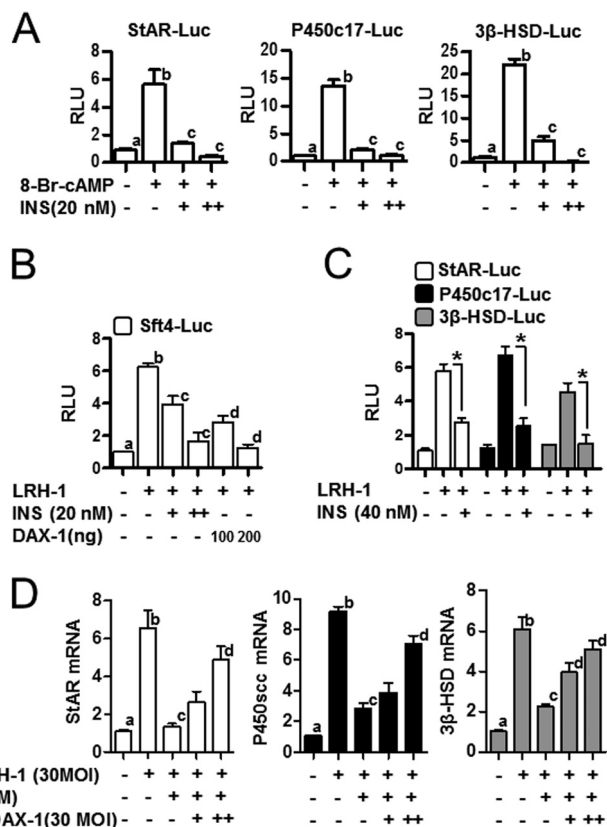 A
StAR-Luc P450c17-Luc 3β-HSD-Luc
RLU RLU RLU
8 6 4 2 0
20 15 10 5 0
25 20 15 10 5 0
a b c c a b c c a b c c
8-Br-cAMP - + + + - + + + - + + +
INS(20 nM) - - + ++ - - + ++ - - + ++
B
Sft4-Luc
RLU
8 6 4 2 0
a b c c d d
LRH-1 - + + + + +
INS (20 nM) - - + ++ - -
DAX-1(ng) - - - - 100 200
C
StAR-Luc
P450c17-Luc
3β-HSD-Luc
RLU
8 6 4 2 0
* * *
LRH-1 - + + - + + - + +
INS (40 nM) - - + - - + - - +
D
StAR mRNA P450scc mRNA 3β-HSD mRNA
8 6 4 2 0
10 8 6 4 2 0
8 6 4 2 0
a b c d a b c d a b c d d
H-1 (30MOI) - + + + + - + + + + - + + + +
M) - - + + + - - + + + - - + + +
DAX-1(30 MOI) - - - + ++ - - - + ++ - - - + ++